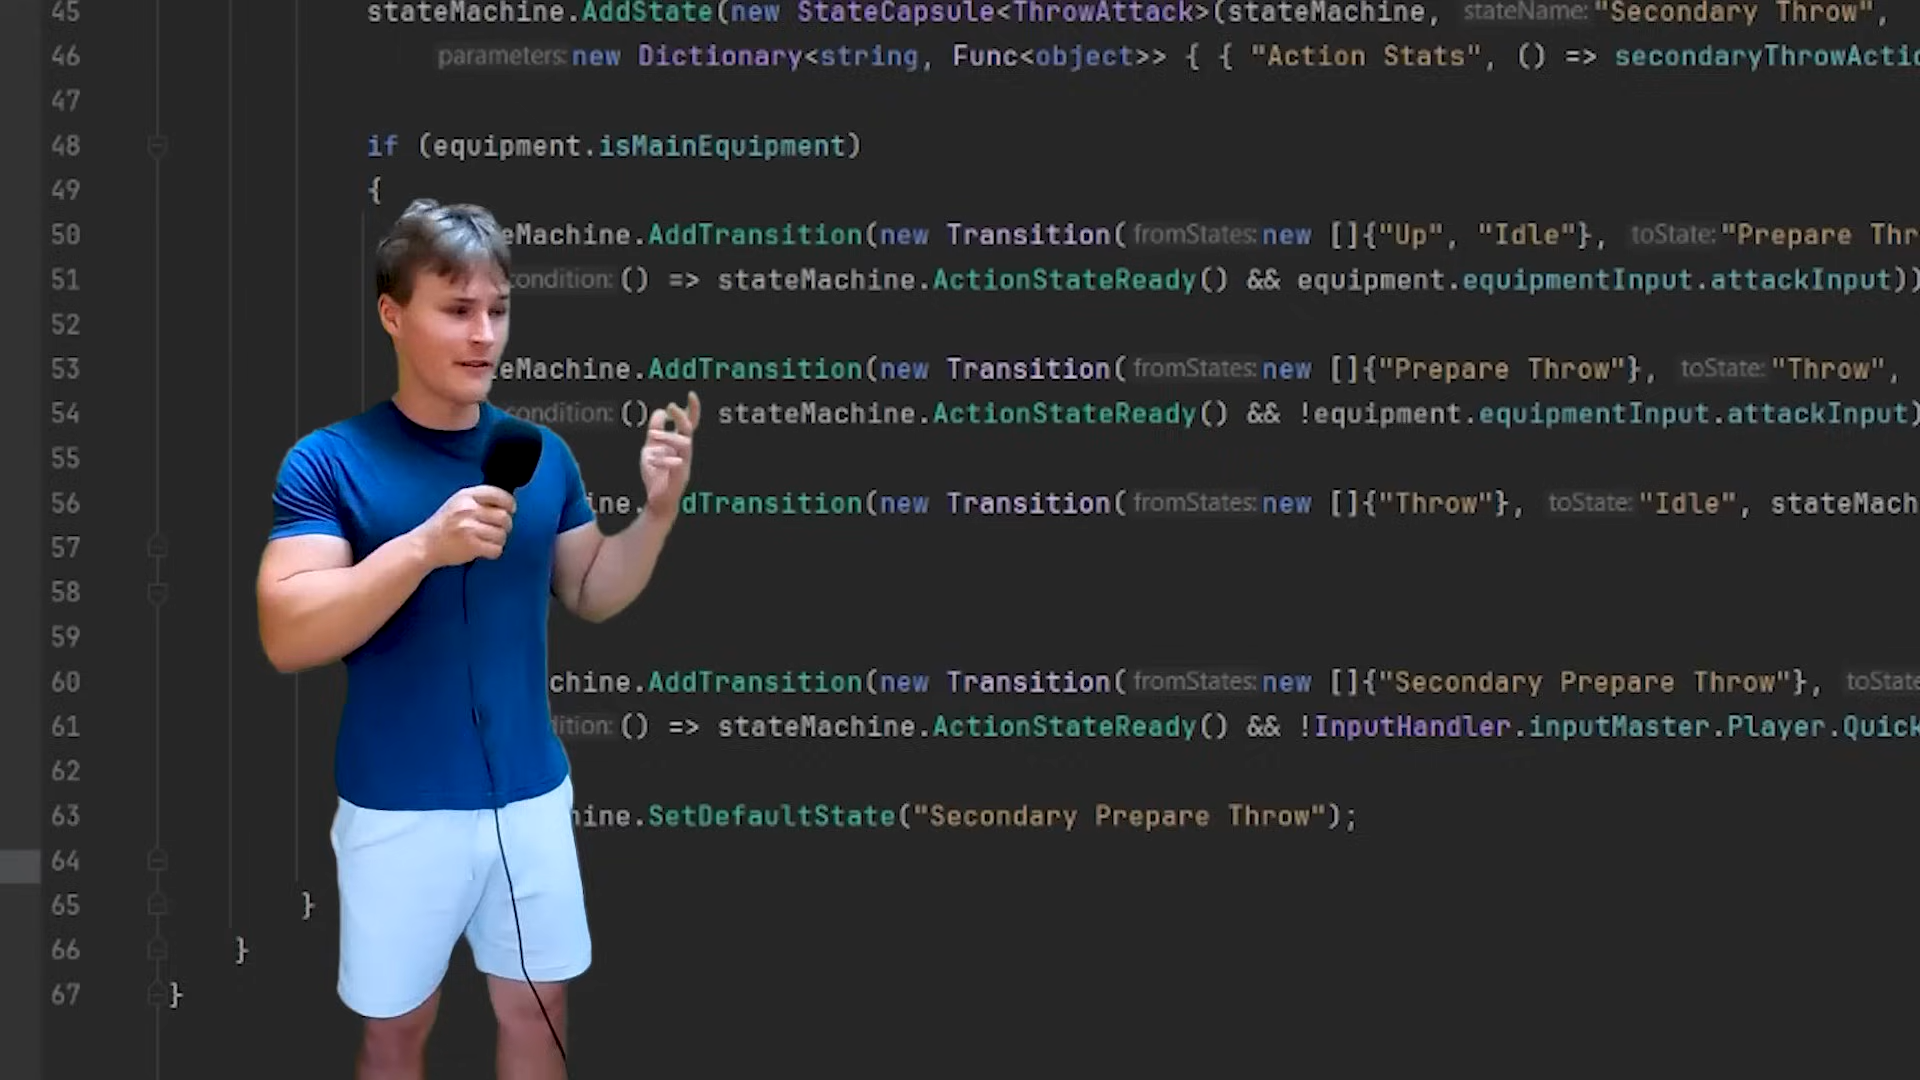 45 stateMachine.AddState(new StateCapsule<ThrowAttack>(stateMachine, stateName: "Secondary Throw",
46 parameters: new Dictionary<string, Func<object>> { { "Action Stats", () => secondaryThrowActio
47
48 if (equipment.isMainEquipment)
49 {
50 eMachine.AddTransition(new Transition( fromStates: new []{"Up", "Idle"}, toState: "Prepare Thr
51 condition: () => stateMachine.ActionStateReady() && equipment.equipmentInput.attackInput))
52
53 eMachine.AddTransition(new Transition( fromStates: new []{"Prepare Throw"}, toState: "Throw",
54 condition: () stateMachine.ActionStateReady() && !equipment.equipmentInput.attackInput)
55
56 ine. dTransition(new Transition( fromStates: new []{"Throw"}, toState: "Idle", stateMach
57
58
59
60 chine.AddTransition(new Transition( fromStates: new []{"Secondary Prepare Throw"}, toState
61 dition: () => stateMachine.ActionStateReady() && !InputHandler.inputMaster.Player.Quick
62
63 hine.SetDefaultState("Secondary Prepare Throw");
64
65 }
66 }
67 }